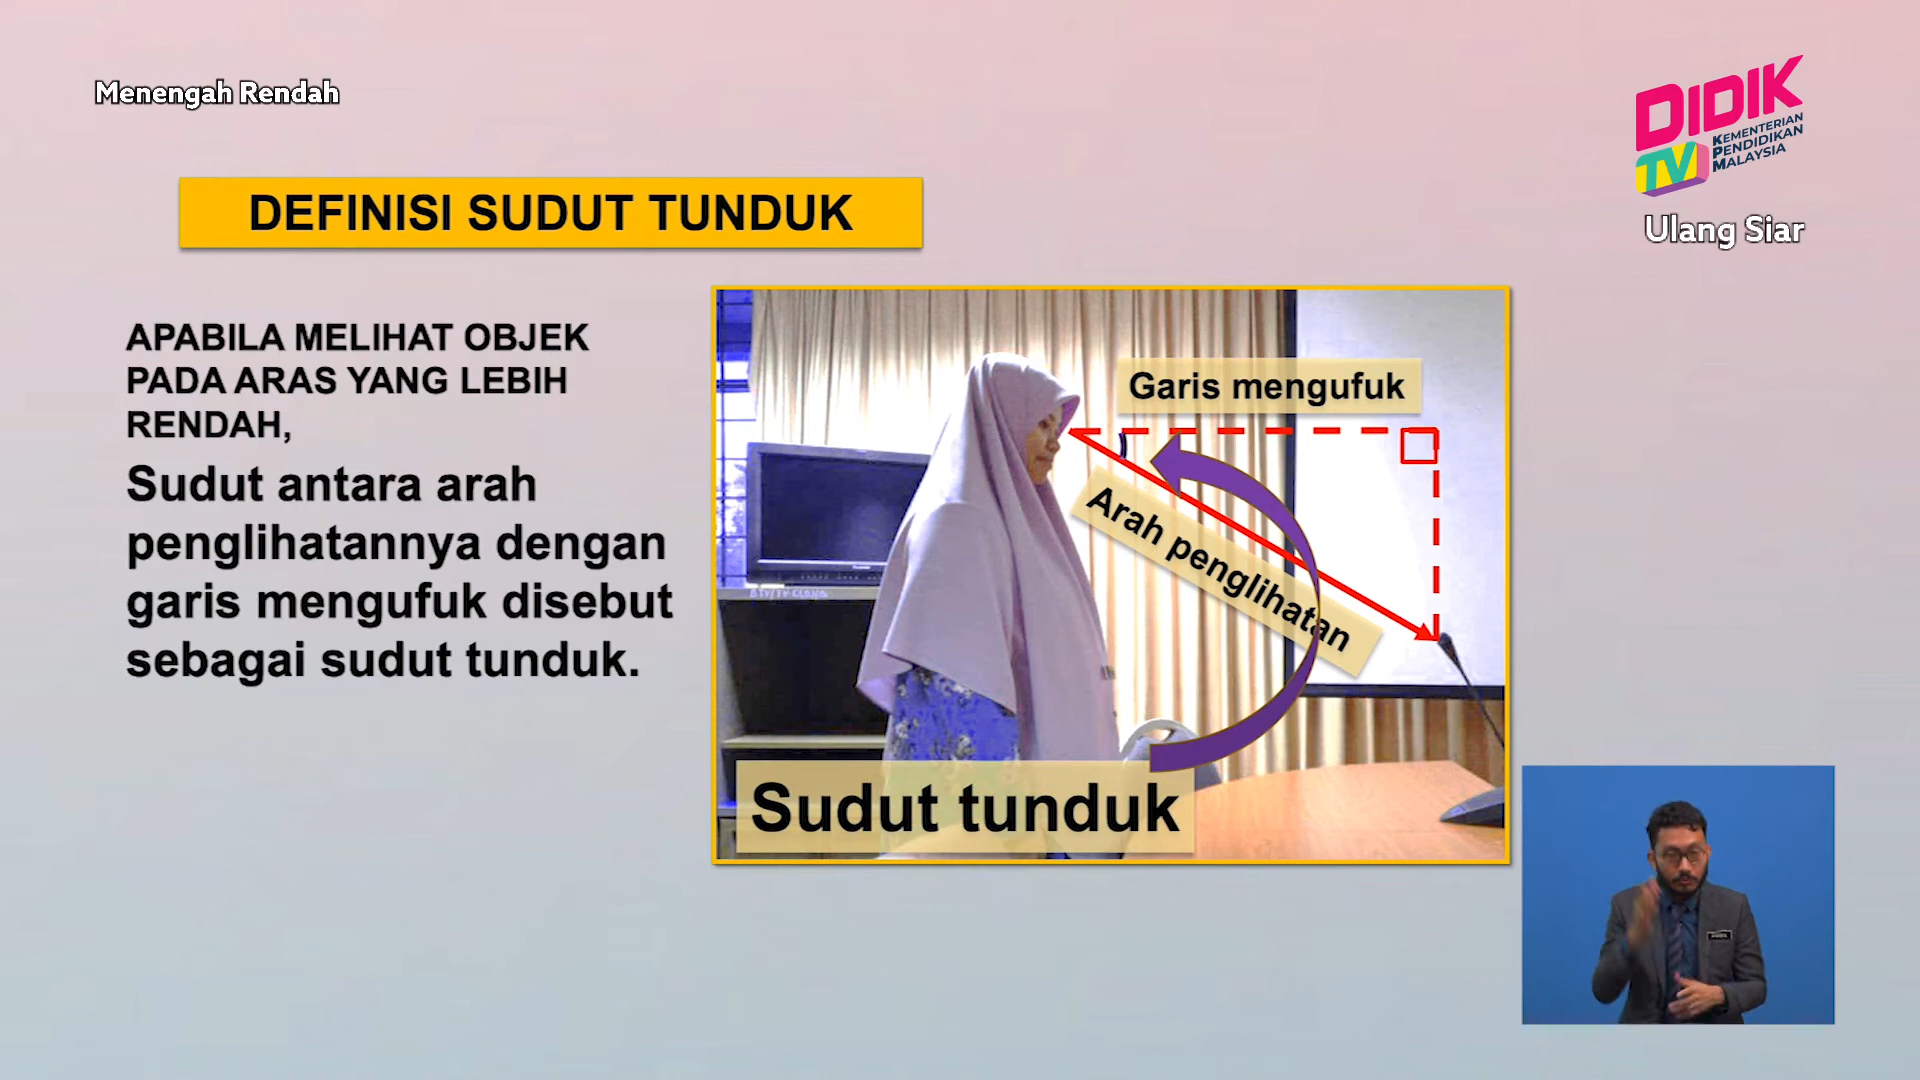 Menengah Rendah
DIDIK
TV
KEMENTERIAN
PENDIDIKAN
MALAYSIA
Ulang Siar
DEFINISI SUDUT TUNDUK
APABILA MELIHAT OBJEK
PADA ARAS YANG LEBIH
RENDAH,
Sudut antara arah
penglihatannya dengan
garis mengufuk disebut
sebagai sudut tunduk.
Garis mengufuk
Arah penglihatan
Sudut tunduk